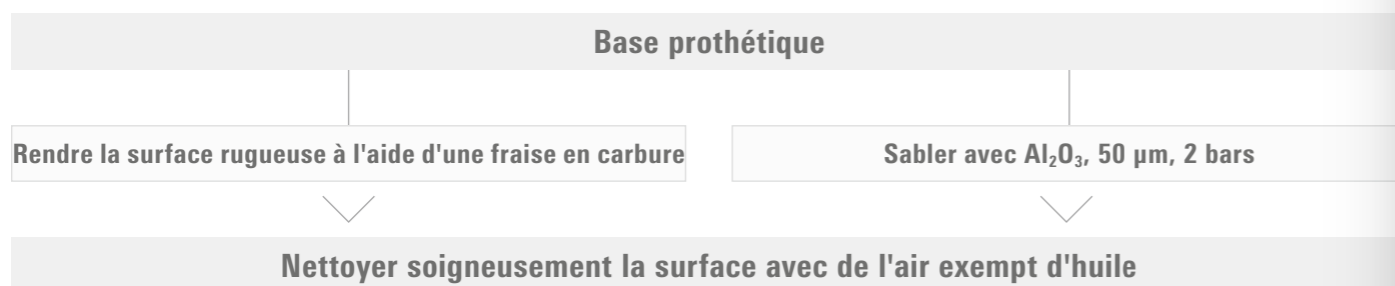 Base prothétique
Rendre la surface rugueuse à l'aide d'une fraise en carbure
Sabler avec Al₂O₃, 50 µm, 2 bars
Nettoyer soigneusement la surface avec de l'air exempt d'huile